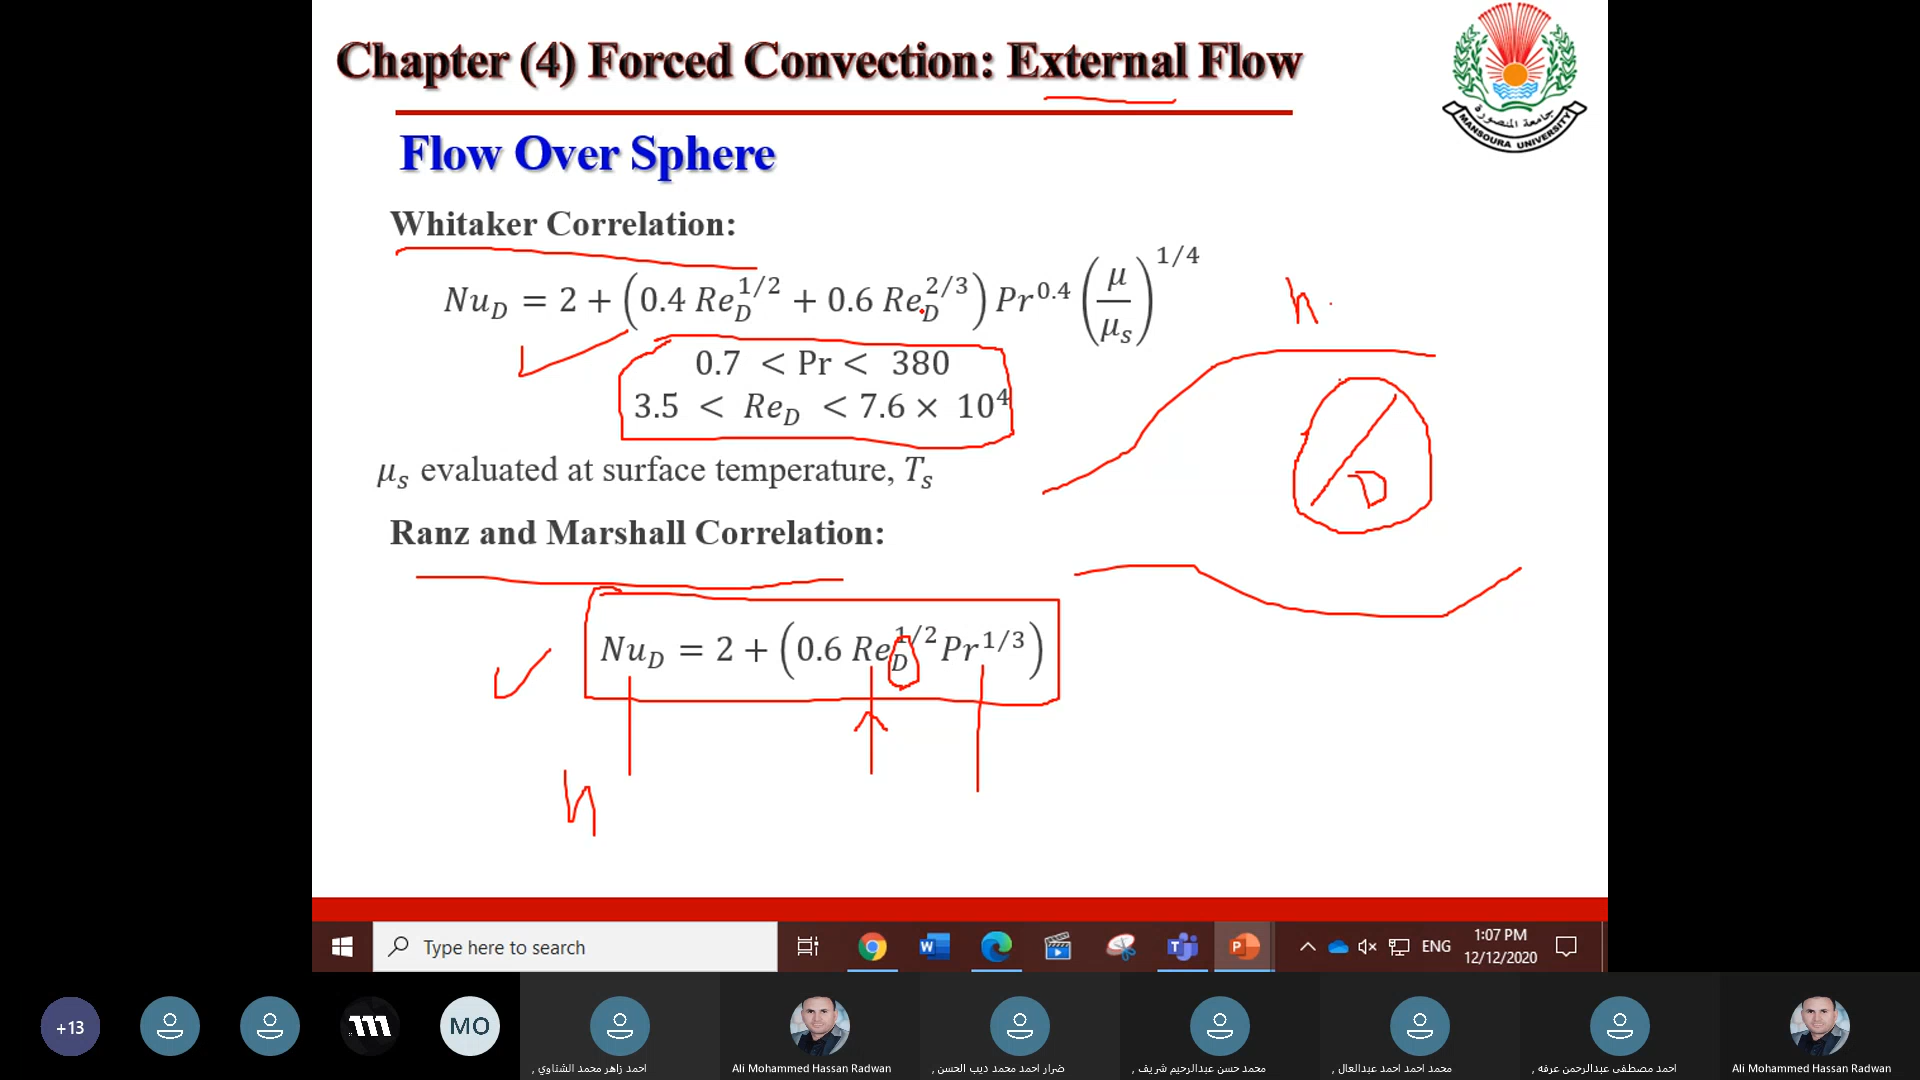 Chapter (4) Forced Convection: External Flow
جامعة المنصورة
MANSOURA UNIVERSITY
Flow Over Sphere
Whitaker Correlation:
Nu_D = 2 + (0.4 Re_D^{1/2} + 0.6 Re_D^{2/3}) Pr^{0.4} (μ/μ_s)^{1/4}
h
0.7 < Pr < 380
3.5 < Re_D < 7.6 × 10^4
D
μ_s evaluated at surface temperature, T_s
Ranz and Marshall Correlation:
Nu_D = 2 + (0.6 Re_D^{1/2} Pr^{1/3})
h
Type here to search
ENG
1:07 PM
12/12/2020
+13
MO
احمد زاهر محمد الشناوي ,
Ali Mohammed Hassan Radwan
ضرار احمد محمد ديب الحسن ,
محمد حسن عبدالرحيم شريف ,
محمد احمد احمد عبدالعال ,
احمد مصطفى عبدالرحمن عرفه ,
Ali Mohammed Hassan Radwan